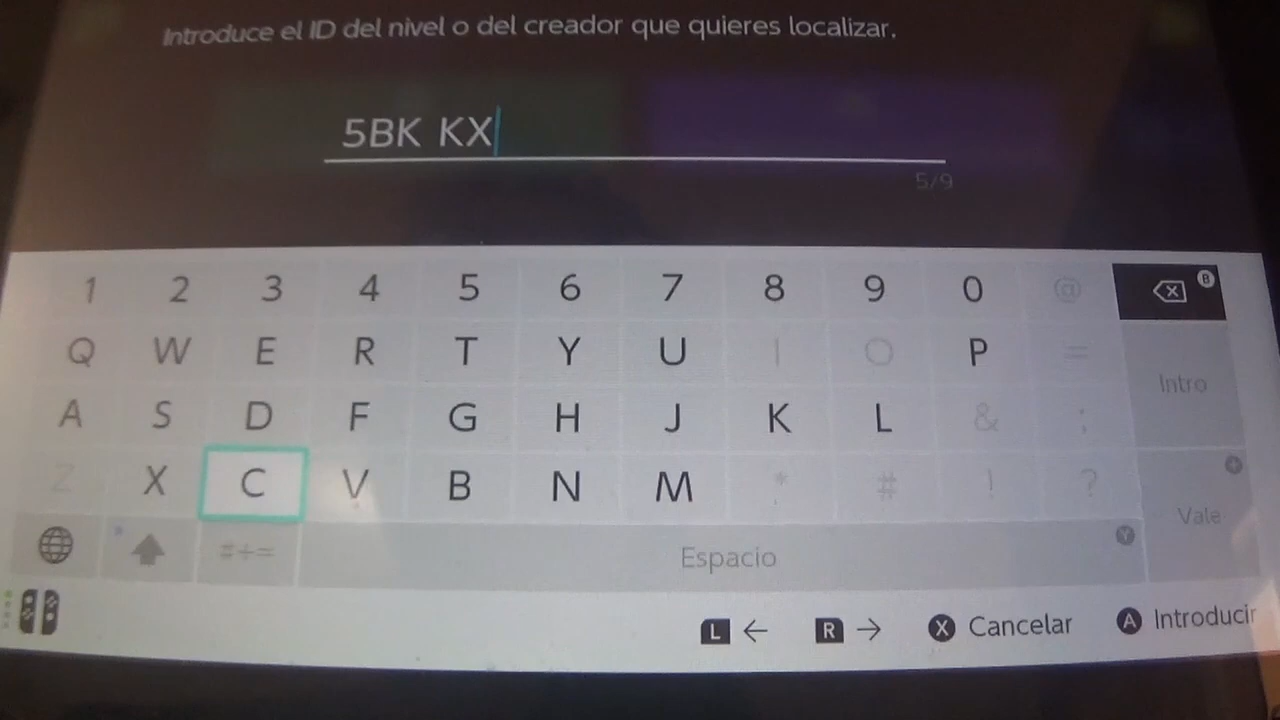 Introduce el ID del nivel o del creador que quieres localizar.
5BK KX
5/9
1 2 3 4 5 6 7 8 9 0 @ B
Q W E R T Y U I O P =
Intro
A S D F G H J K L & ;
Z X C V B N M * # ! ? +
Vale
#+= Espacio Y
L ← R → X Cancelar A Introducir